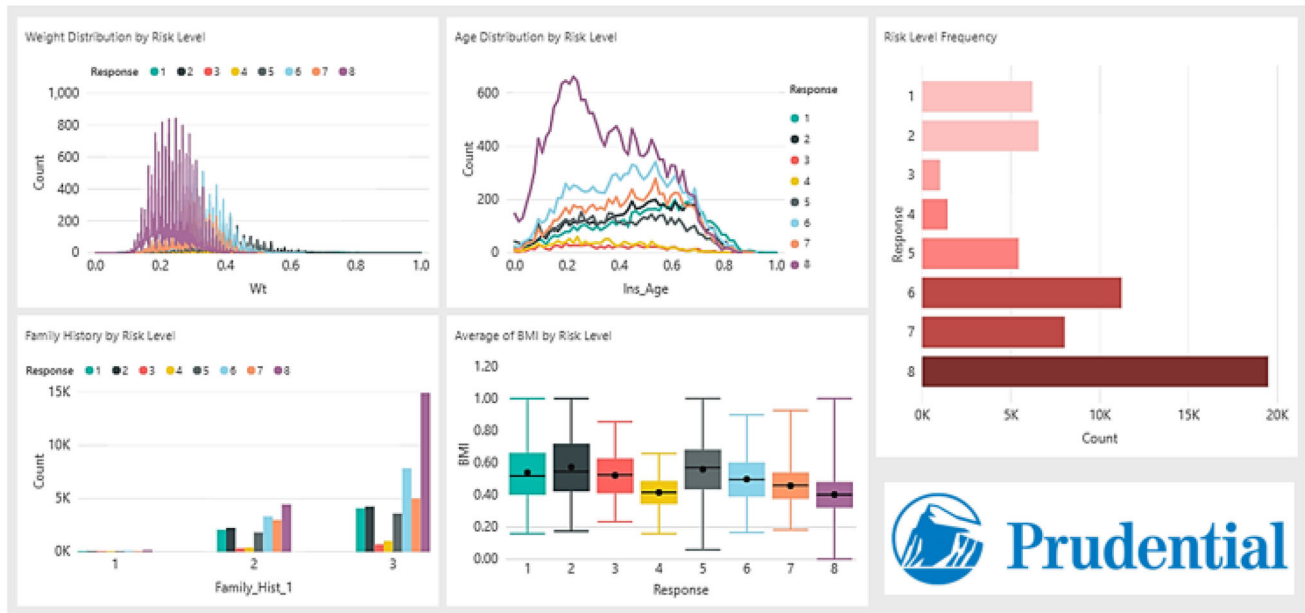 Weight Distribution by Risk Level
Response 1 2 3 4 5 6 7 8
1,000
800
600
400
200
0
Count
0.0 0.2 0.4 0.6 0.8 1.0
Wt
Age Distribution by Risk Level
600
400
200
0
Count
0.0 0.2 0.4 0.6 0.8 1.0
Ins_Age
Response
1
2
3
4
5
6
7
8
Risk Level Frequency
1
2
3
4
5
6
7
8
Response
0K 5K 10K 15K 20K
Count
Family History by Risk Level
Response 1 2 3 4 5 6 7 8
15K
10K
5K
0K
Count
1 2 3
Family_Hist_1
Average of BMI by Risk Level
1.20
1.00
0.80
0.60
0.40
0.20
0.00
BMI
1 2 3 4 5 6 7 8
Response
Prudential